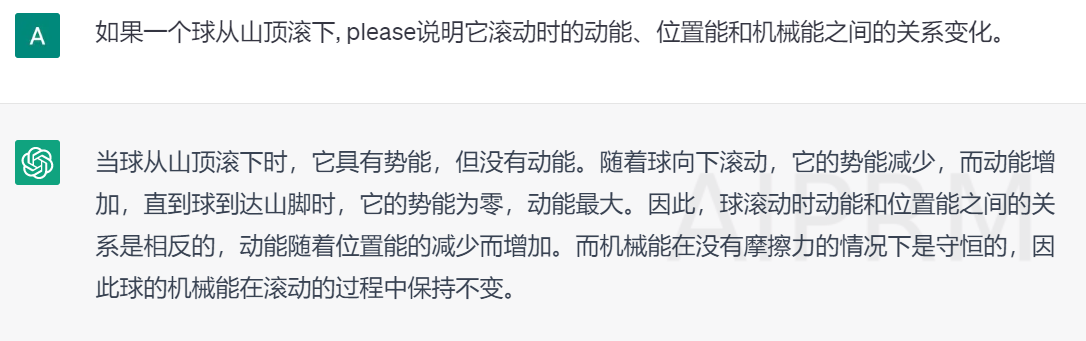 A
如果一个球从山顶滚下, please说明它滚动时的动能、位置能和机械能之间的关系变化。
当球从山顶滚下时，它具有势能，但没有动能。随着球向下滚动，它的势能减少，而动能增
加，直到球到达山脚时，它的势能为零，动能最大。因此，球滚动时动能和位置能之间的关
系是相反的，动能随着位置能的减少而增加。而机械能在没有摩擦力的情况下是守恒的，因
此球的机械能在滚动的过程中保持不变。
AIPRM